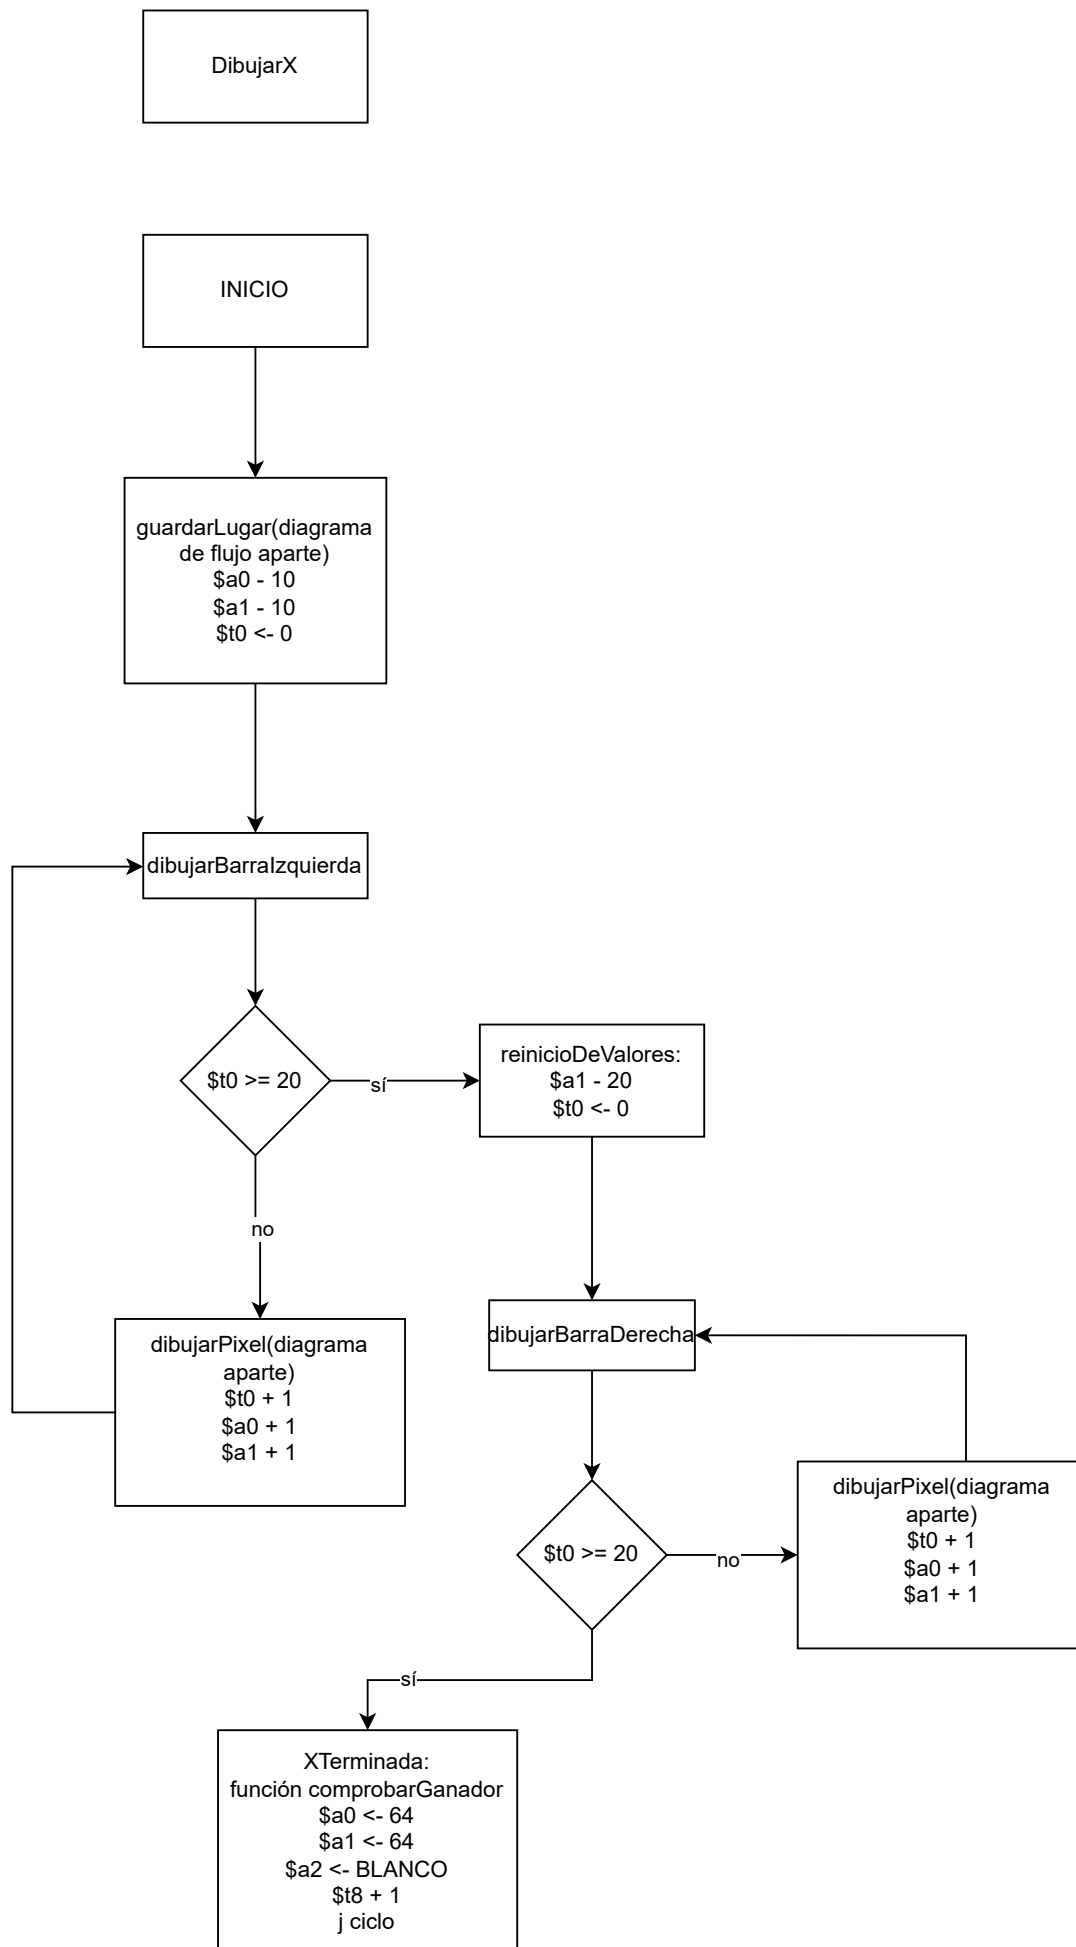 DibujarX
INICIO
guardarLugar(diagrama
de flujo aparte)
$a0 - 10
$a1 - 10
$t0 <- 0
dibujarBarraIzquierda
$t0 >= 20
sí
reinicioDeValores:
$a1 - 20
$t0 <- 0
no
dibujarPixel(diagrama
aparte)
$t0 + 1
$a0 + 1
$a1 + 1
dibujarBarraDerecha
$t0 >= 20
no
dibujarPixel(diagrama
aparte)
$t0 + 1
$a0 + 1
$a1 + 1
sí
XTerminada:
función comprobarGanador
$a0 <- 64
$a1 <- 64
$a2 <- BLANCO
$t8 + 1
j ciclo